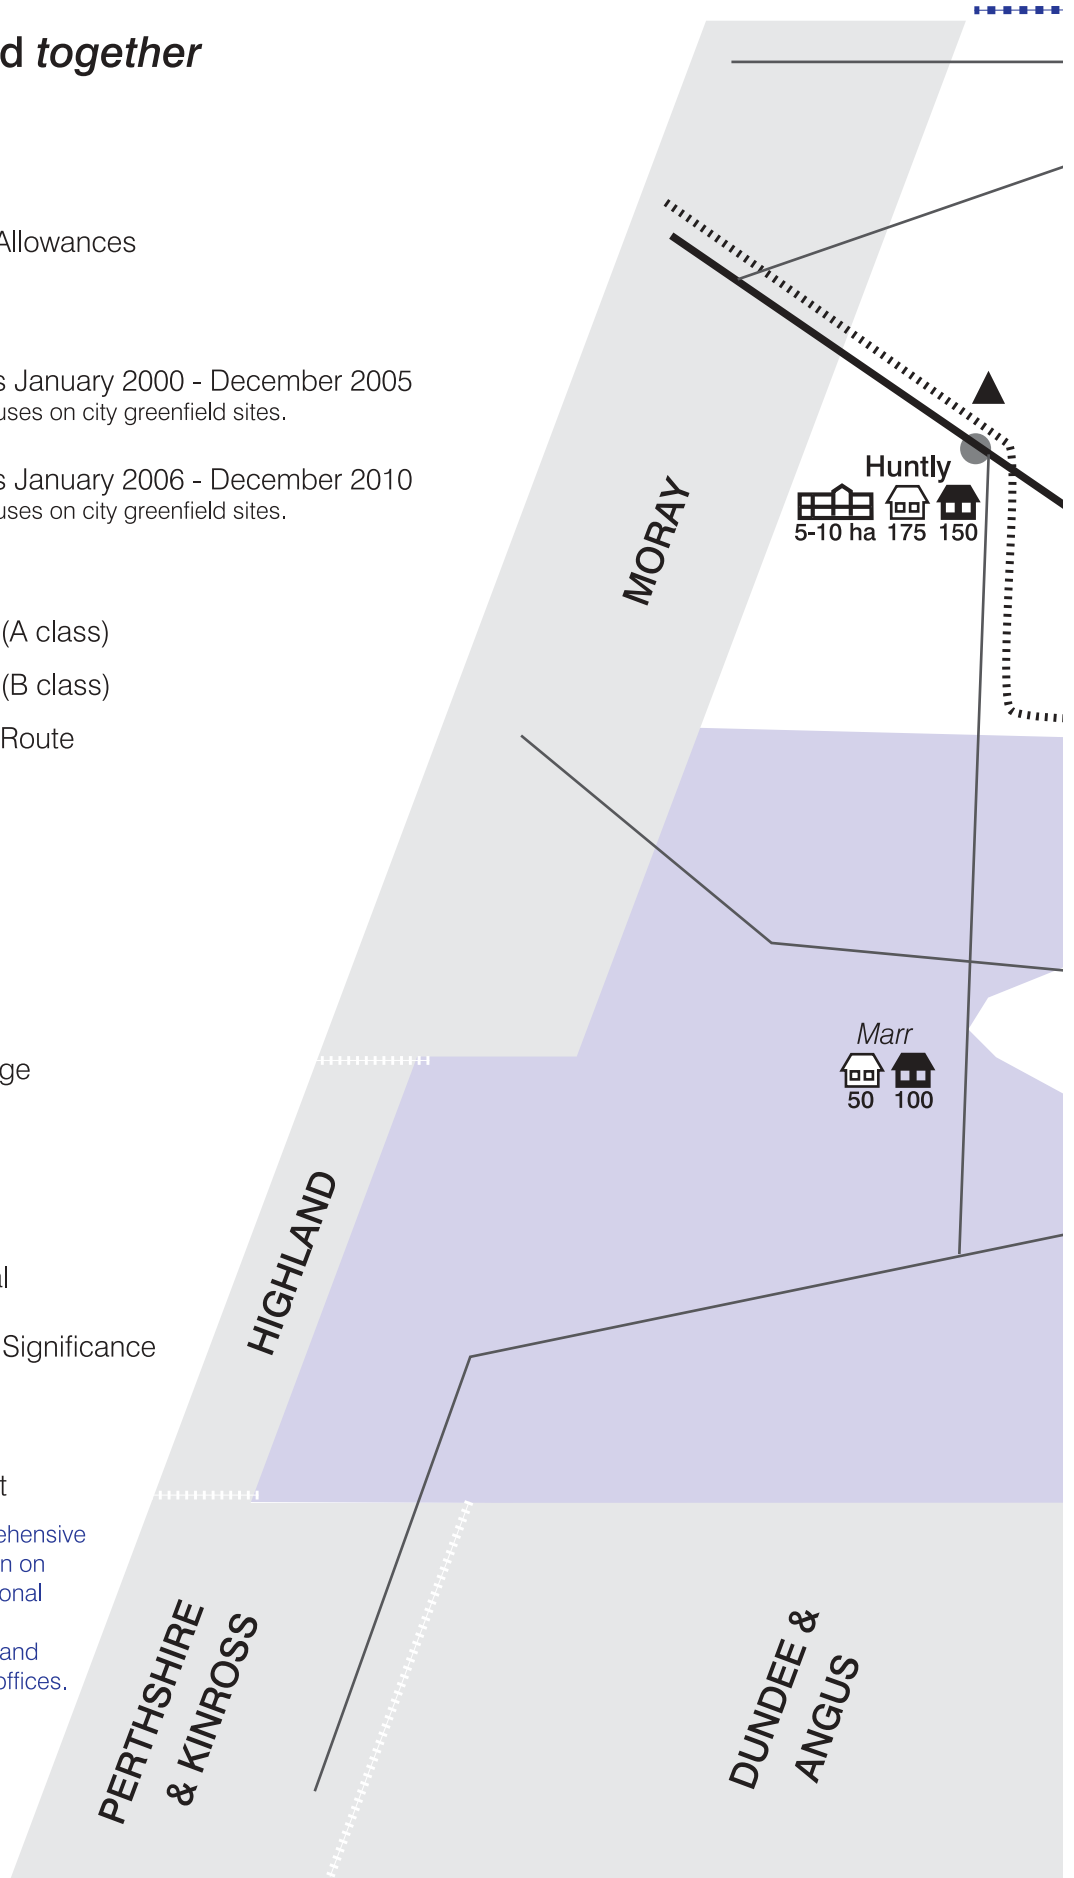 d together
Allowances
s January 2000 - December 2005
uses on city greenfield sites.
s January 2006 - December 2010
uses on city greenfield sites.
(A class)
(B class)
Route
ge
al
Significance
t
ehensive
n on
onal
and
offices.
MORAY
Huntly
5-10 ha 175 150
Marr
50 100
HIGHLAND
PERTHSHIRE
& KINROSS
DUNDEE &
ANGUS